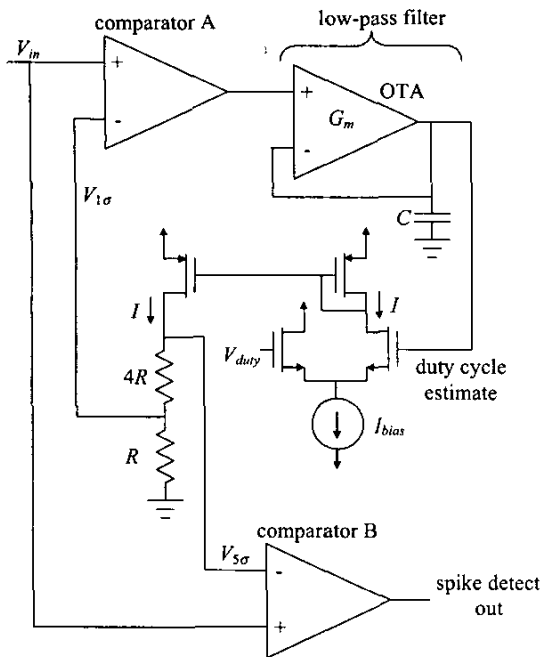 low-pass filter
comparator A
V_in
+
-
+
-
G_m
OTA
V_1σ
C
I
I
V_duty
duty cycle
estimate
4R
R
I_bias
comparator B
V_5σ
-
+
spike detect
out